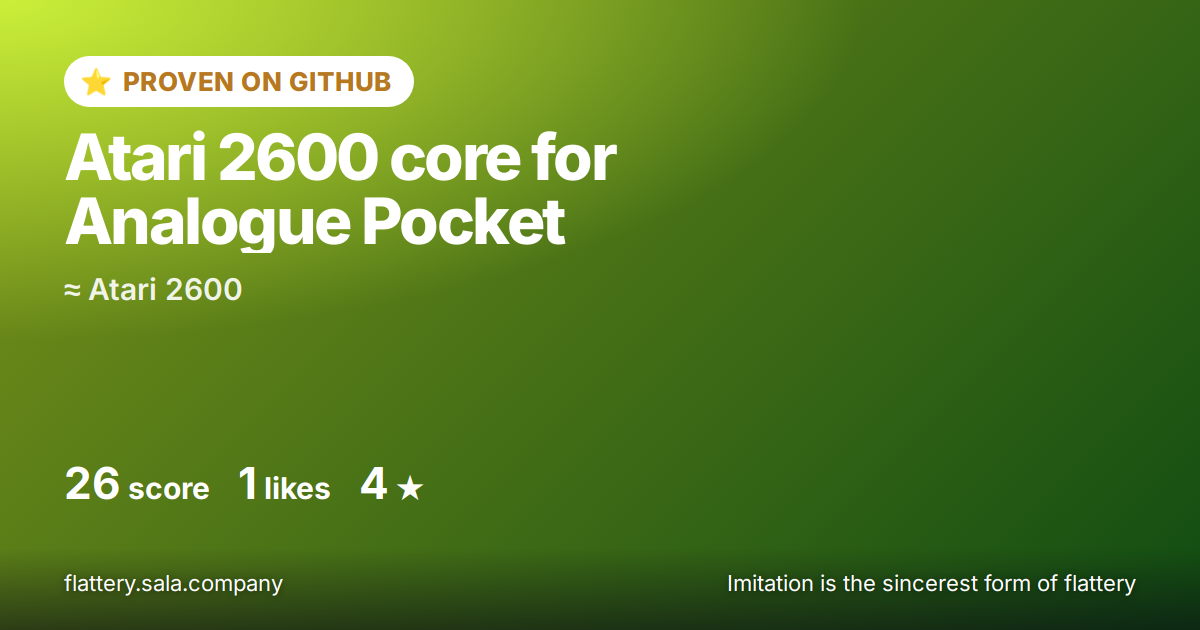 ⭐ PROVEN ON GITHUB
Atari 2600 core for
Analogue Pocket
≈ Atari 2600
26 score 1 likes 4 ★
flattery.sala.company
Imitation is the sincerest form of flattery